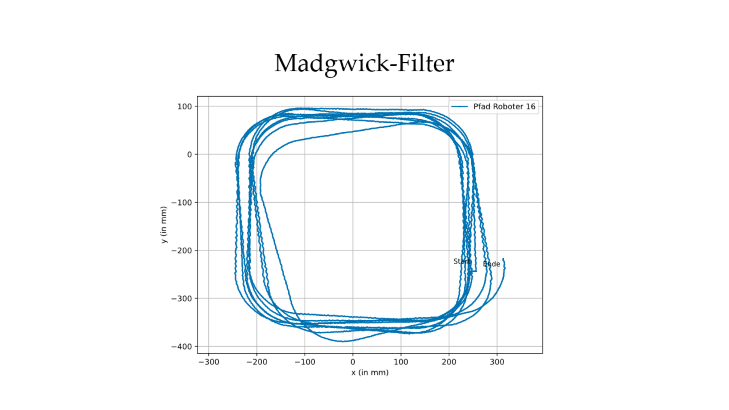 Madgwick-Filter
Pfad Roboter 16
100
0
−100
−200
−300
−400
y (in mm)
Start
Ende
−300
−200
−100
0
100
200
300
x (in mm)